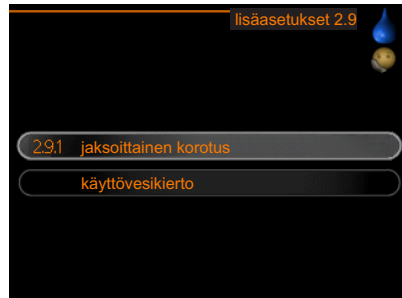 lisäasetukset 2.9
2.9.1 jaksoittainen korotus
käyttövesikierto